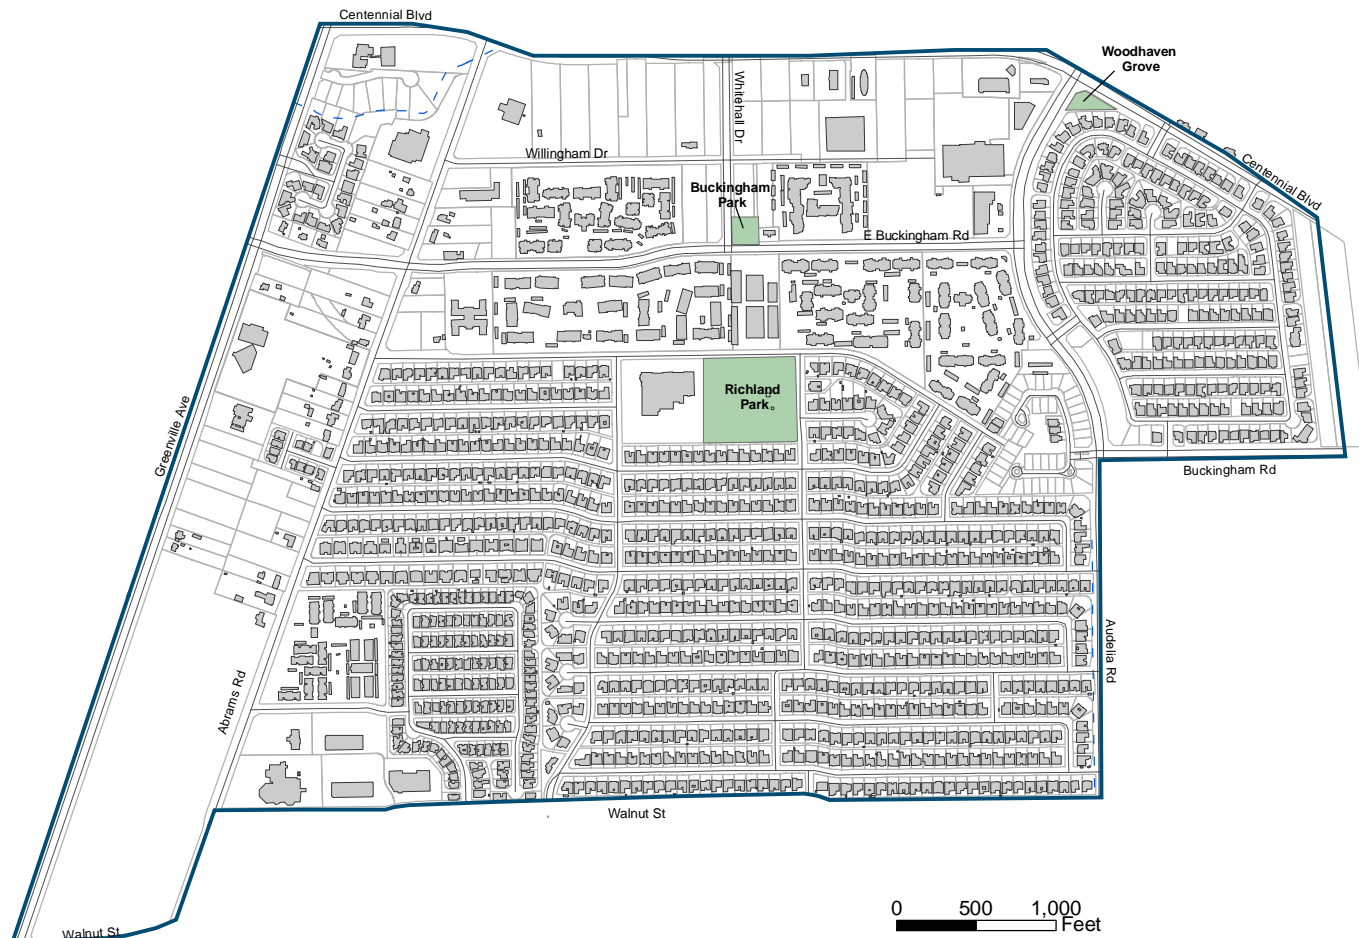 Centennial Blvd
Woodhaven
Grove
Whitehall Dr
Willingham Dr
Centennial Blvd
Buckingham
Park
E Buckingham Rd
Richland
Park
Greenville Ave
Buckingham Rd
Audelia Rd
Abrams Rd
Walnut St
0 500 1,000
Feet
Walnut St